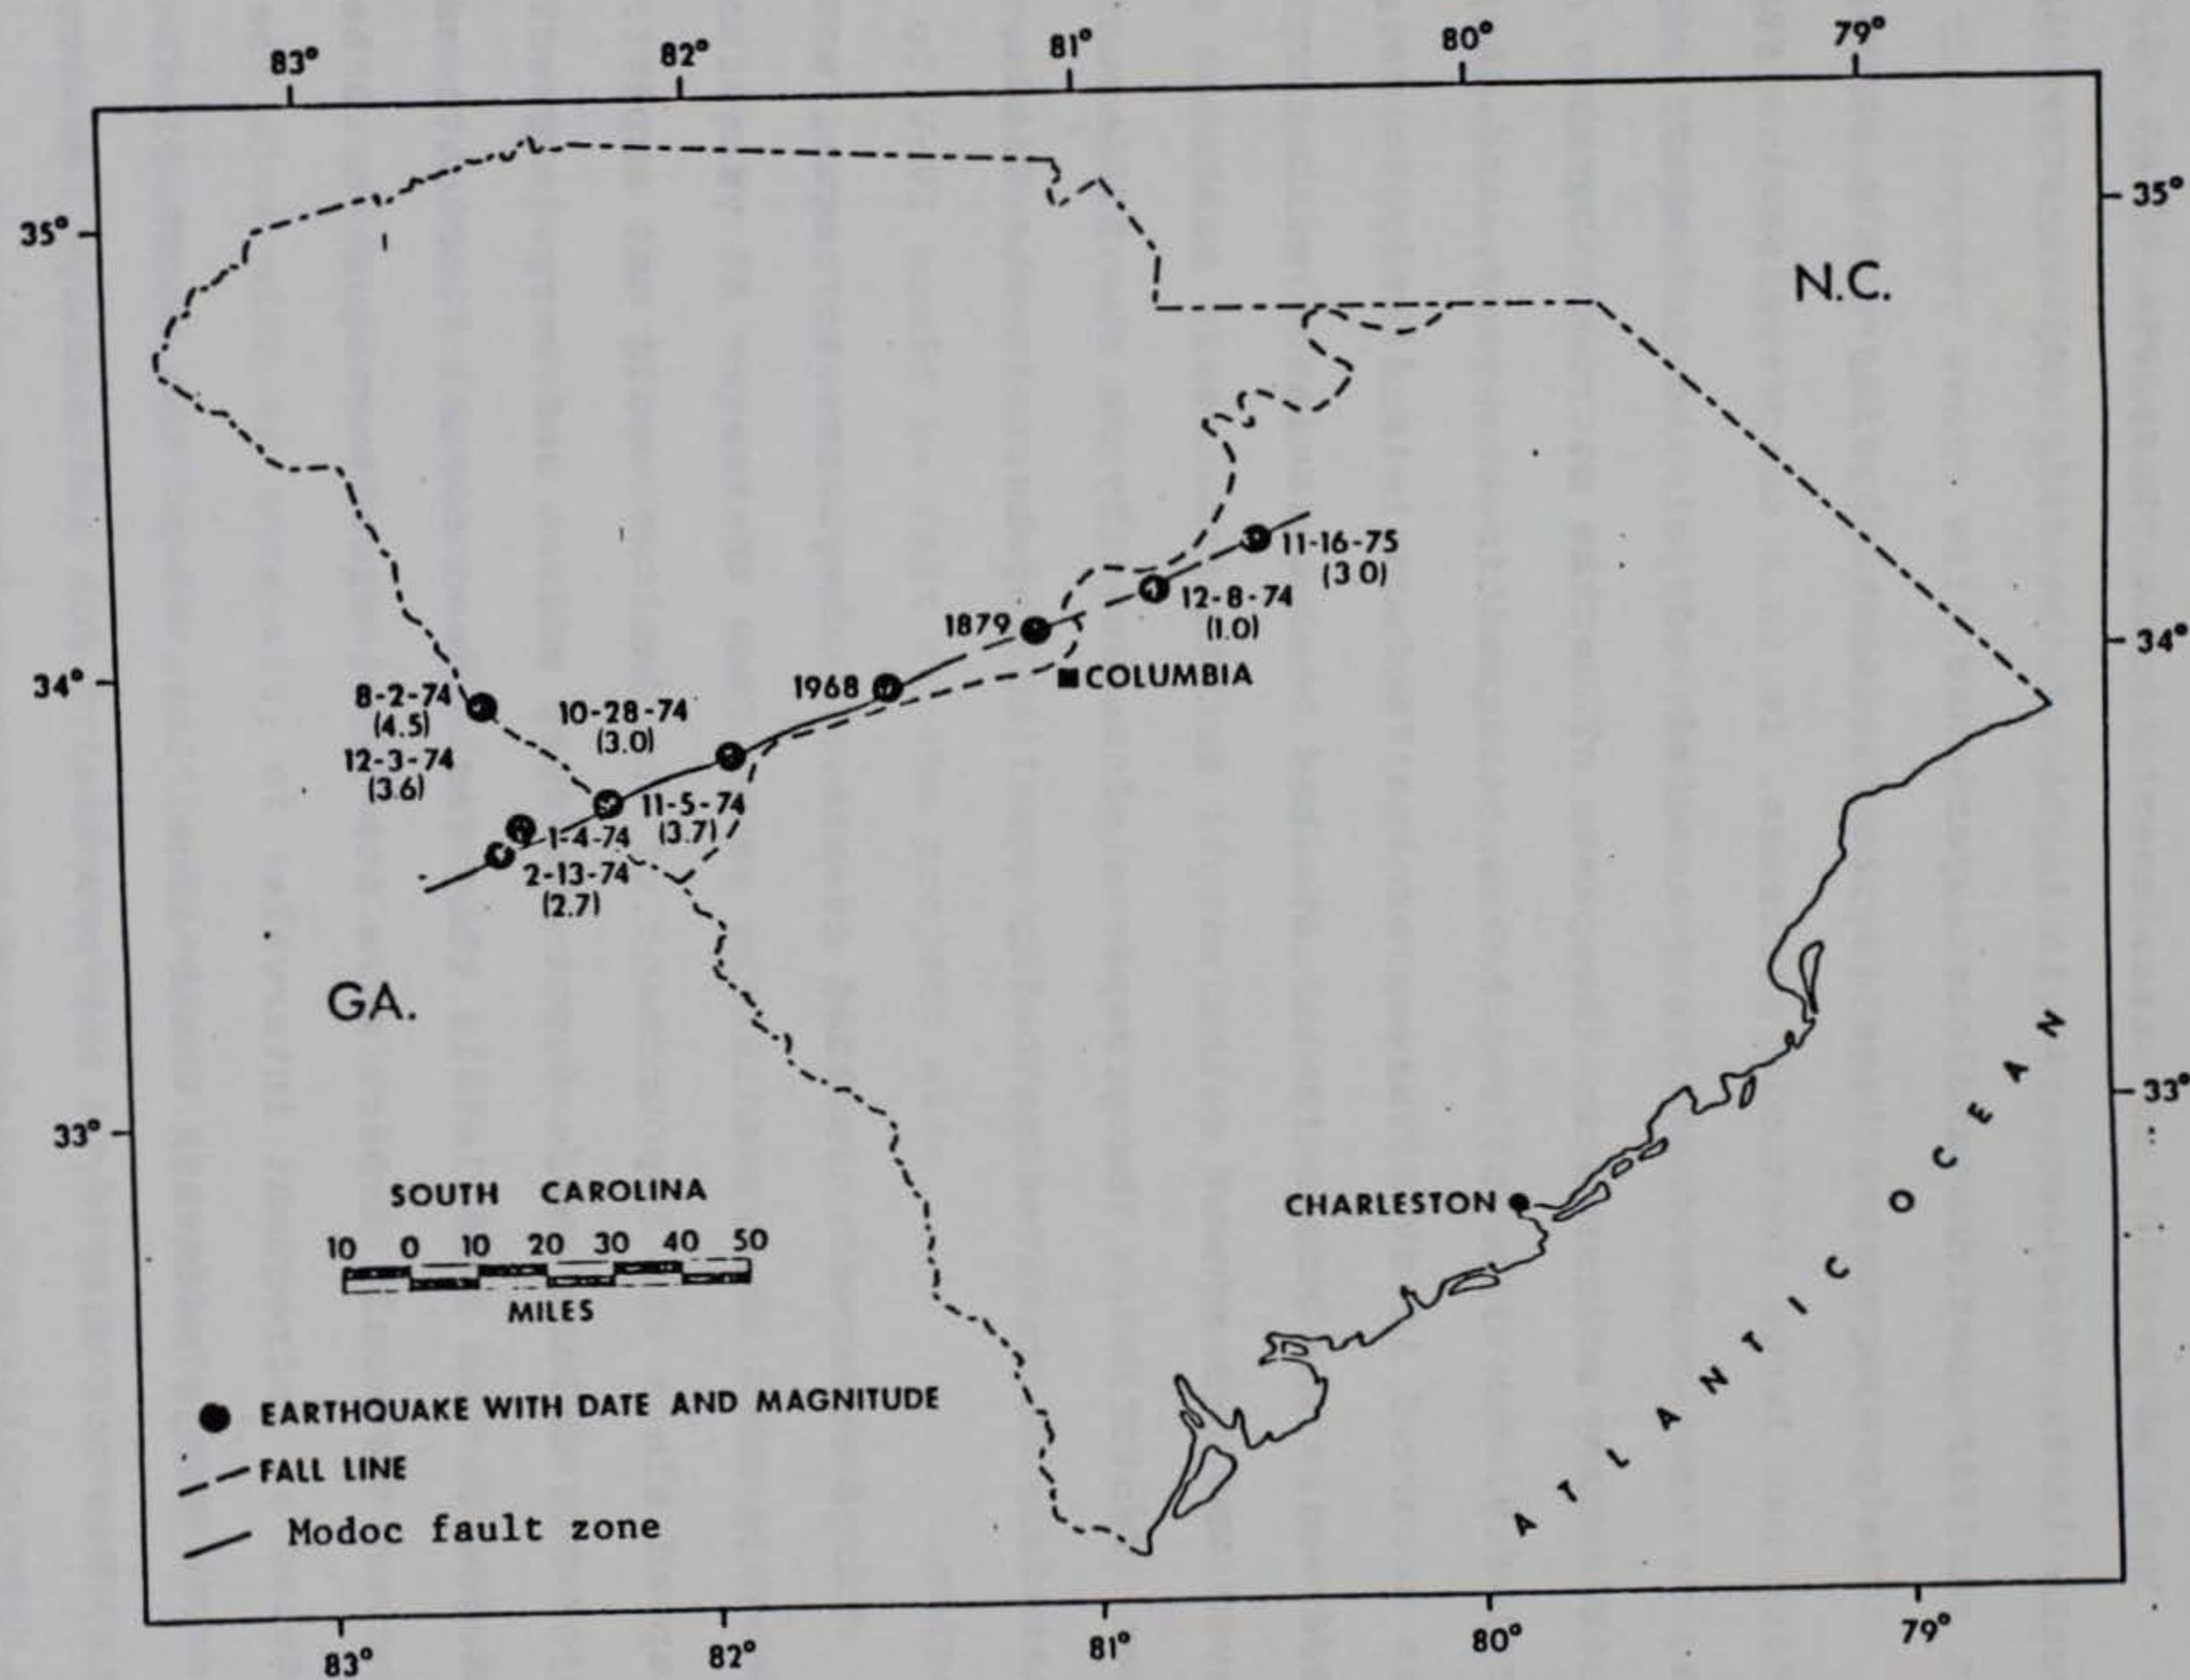 83° 82° 81° 80° 79°
35° 35°
N.C.
11-16-75
(3 0)
12-8-74
(1.0)
1879
34° 34°
COLUMBIA
1968
8-2-74
(4.5)
12-3-74
(3.6)
10-28-74
(3.0)
11-5-74
(3.7)
1-4-74
2-13-74
(2.7)
GA.
33° 33°
ATLANTIC OCEAN
CHARLESTON
SOUTH CAROLINA
10 0 10 20 30 40 50
MILES
EARTHQUAKE WITH DATE AND MAGNITUDE
FALL LINE
Modoc fault zone
83° 82° 81° 80° 79°